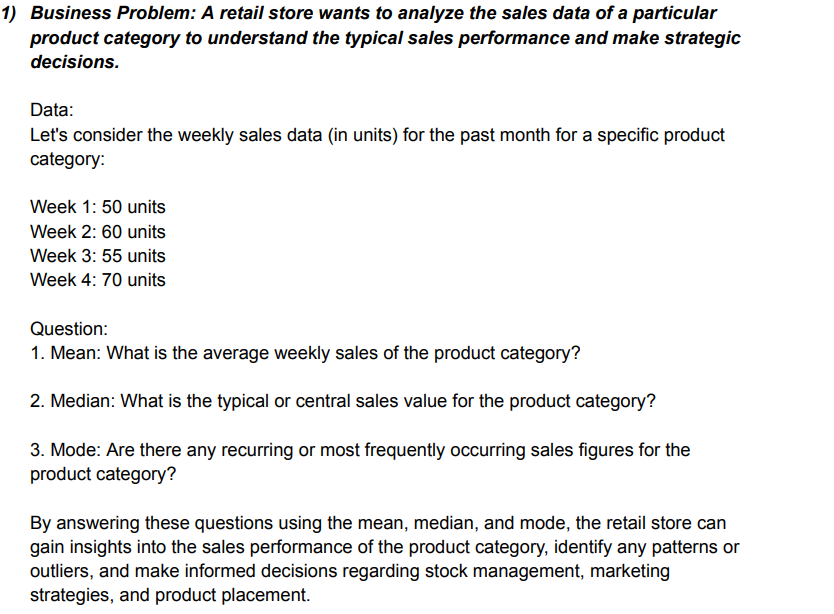 1) Business Problem: A retail store wants to analyze the sales data of a particular
product category to understand the typical sales performance and make strategic
decisions.
Data:
Let's consider the weekly sales data (in units) for the past month for a specific product
category:
Week 1: 50 units
Week 2: 60 units
Week 3: 55 units
Week 4: 70 units
Question:
1. Mean: What is the average weekly sales of the product category?
2. Median: What is the typical or central sales value for the product category?
3. Mode: Are there any recurring or most frequently occurring sales figures for the
product category?
By answering these questions using the mean, median, and mode, the retail store can
gain insights into the sales performance of the product category, identify any patterns or
outliers, and make informed decisions regarding stock management, marketing
strategies, and product placement.